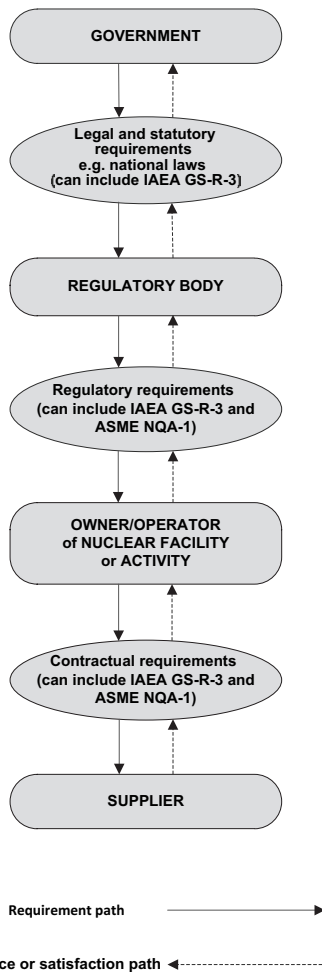 GOVERNMENT
Legal and statutory
requirements
e.g. national laws
(can include IAEA GS-R-3)
REGULATORY BODY
Regulatory requirements
(can include IAEA GS-R-3 and
ASME NQA-1)
OWNER/OPERATOR
of NUCLEAR FACILITY
or ACTIVITY
Contractual requirements
(can include IAEA GS-R-3 and
ASME NQA-1)
SUPPLIER
Requirement path
or satisfaction path